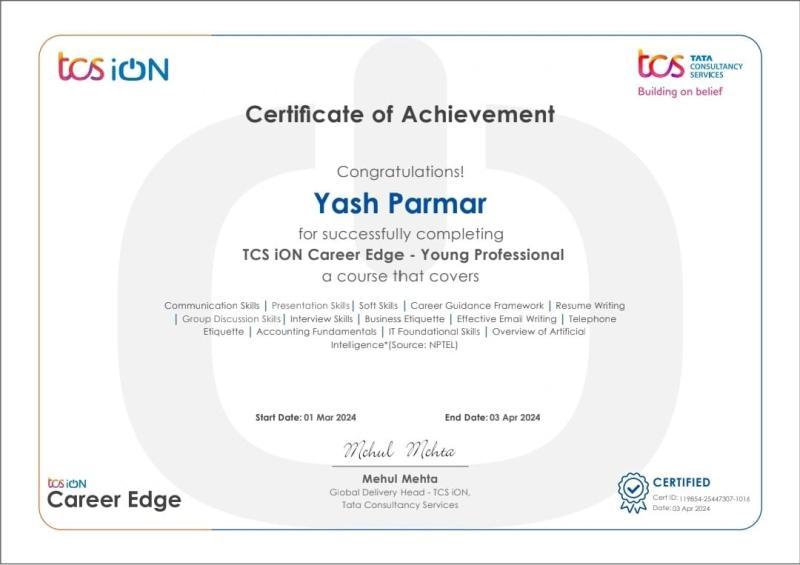 tcs iON
tcs TATA
CONSULTANCY
SERVICES
Building on belief
Certificate of Achievement
Congratulations!
Yash Parmar
for successfully completing
TCS iON Career Edge - Young Professional
a course that covers
Communication Skills | Presentation Skills | Soft Skills | Career Guidance Framework | Resume Writing
| Group Discussion Skills | Interview Skills | Business Etiquette | Effective Email Writing | Telephone
Etiquette | Accounting Fundamentals | IT Foundational Skills | Overview of Artificial
Intelligence*(Source: NPTEL)
Start Date: 01 Mar 2024 End Date: 03 Apr 2024
Mehul Mehta
Mehul Mehta
Global Delivery Head - TCS iON,
Tata Consultancy Services
tcs iON
Career Edge
CERTIFIED
Cert ID: 119854-25447307-1016
Date: 03 Apr 2024